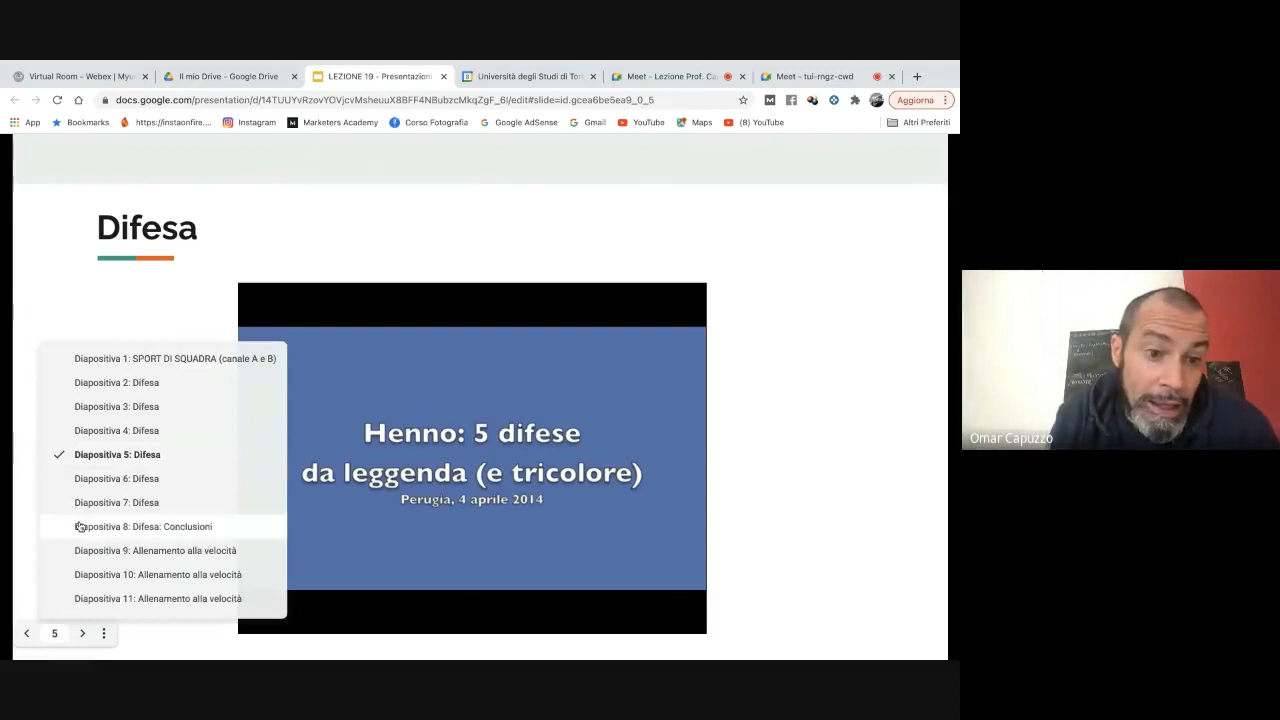 Virtual Room - Webex | Myu
Il mio Drive - Google Drive
LEZIONE 19 - Presentazion
Università degli Studi di Tori
Meet - Lezione Prof. Ca
Meet - tui-rngz-cwd
docs.google.com/presentation/d/14TUUYvRzovYOVjcvMsheuuX8BFF4NBubzcMkqZgF_6I/edit#slide=id.gcea6be5ea9_0_5
Aggiorna
App
Bookmarks
https://instaonfire....
Instagram
Marketers Academy
Corso Fotografia
Google AdSense
Gmail
YouTube
Maps
(8) YouTube
Altri Preferiti
Difesa
Henno: 5 difese
da leggenda (e tricolore)
Perugia, 4 aprile 2014
Diapositiva 1: SPORT DI SQUADRA (canale A e B)
Diapositiva 2: Difesa
Diapositiva 3: Difesa
Diapositiva 4: Difesa
Diapositiva 5: Difesa
Diapositiva 6: Difesa
Diapositiva 7: Difesa
Diapositiva 8: Difesa: Conclusioni
Diapositiva 9: Allenamento alla velocità
Diapositiva 10: Allenamento alla velocità
Diapositiva 11: Allenamento alla velocità
5
Omar Capuzzo